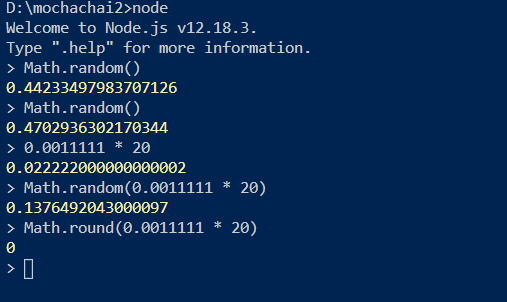 D:\mochachai2>node
Welcome to Node.js v12.18.3.
Type ".help" for more information.
> Math.random()
0.44233497983707126
> Math.random()
0.4702936302170344
> 0.0011111 * 20
0.022222000000000002
> Math.random(0.0011111 * 20)
0.1376492043000097
> Math.round(0.0011111 * 20)
0
>